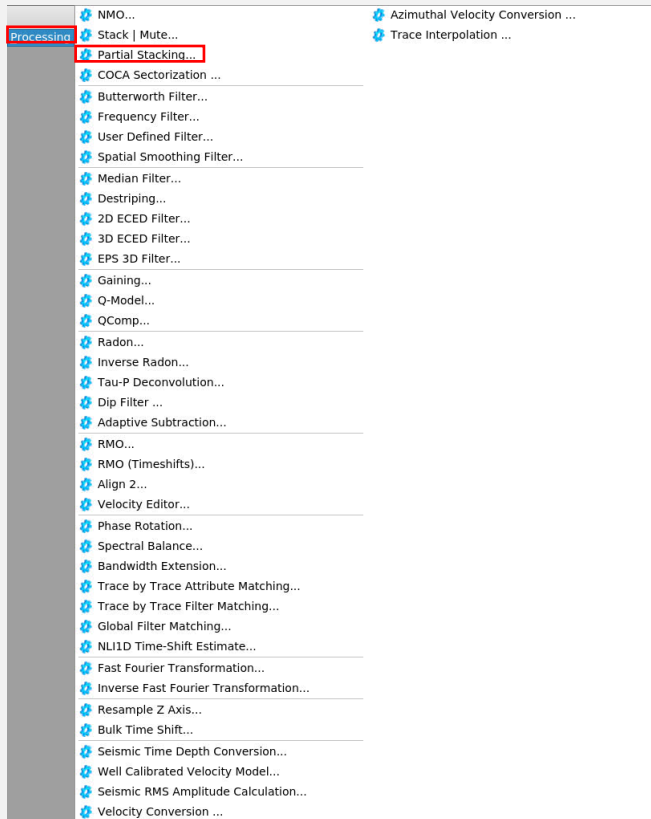 Processing
NMO...
Stack | Mute...
Partial Stacking...
COCA Sectorization ...
Butterworth Filter...
Frequency Filter...
User Defined Filter...
Spatial Smoothing Filter...
Median Filter...
Destriping...
2D ECED Filter...
3D ECED Filter...
EPS 3D Filter...
Gaining...
Q-Model...
QComp...
Radon...
Inverse Radon...
Tau-P Deconvolution...
Dip Filter ...
Adaptive Subtraction...
RMO...
RMO (Timeshifts)...
Align 2...
Velocity Editor...
Phase Rotation...
Spectral Balance...
Bandwidth Extension...
Trace by Trace Attribute Matching...
Trace by Trace Filter Matching...
Global Filter Matching...
NLI1D Time-Shift Estimate...
Fast Fourier Transformation...
Inverse Fast Fourier Transformation...
Resample Z Axis...
Bulk Time Shift...
Seismic Time Depth Conversion...
Well Calibrated Velocity Model...
Seismic RMS Amplitude Calculation...
Velocity Conversion ...
Azimuthal Velocity Conversion ...
Trace Interpolation ...